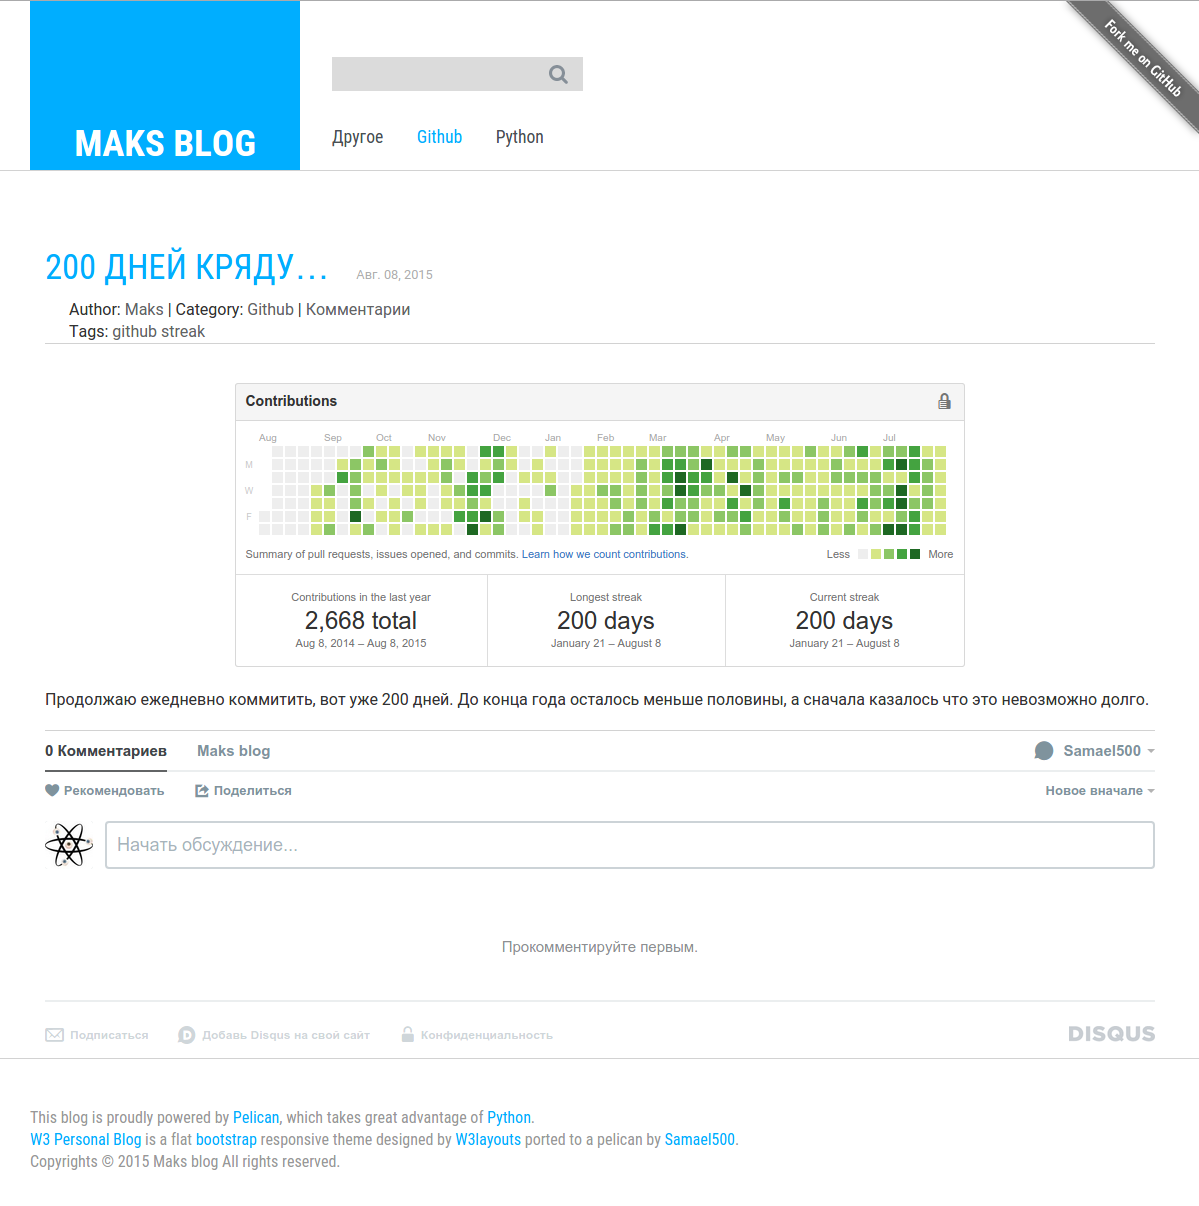 Fork me on GitHub
MAKS BLOG
Другое Github Python
200 ДНЕЙ КРЯДУ... Авг. 08, 2015
Author: Maks | Category: Github | Комментарии
Tags: github streak
Contributions
Aug Sep Oct Nov Dec Jan Feb Mar Apr May Jun Jul
M
W
F
Summary of pull requests, issues opened, and commits. Learn how we count contributions. Less More
Contributions in the last year Longest streak Current streak
2,668 total 200 days 200 days
Aug 8, 2014 – Aug 8, 2015 January 21 – August 8 January 21 – August 8
Продолжаю ежедневно коммитить, вот уже 200 дней. До конца года осталось меньше половины, а сначала казалось что это невозможно долго.
0 Комментариев Maks blog Samael500
Рекомендовать Поделиться Новое вначале
Начать обсуждение...
Прокомментируйте первым.
Подписаться D Добавь Disqus на свой сайт Конфиденциальность DISQUS
This blog is proudly powered by Pelican, which takes great advantage of Python.
W3 Personal Blog is a flat bootstrap responsive theme designed by W3layouts ported to a pelican by Samael500.
Copyrights © 2015 Maks blog All rights reserved.